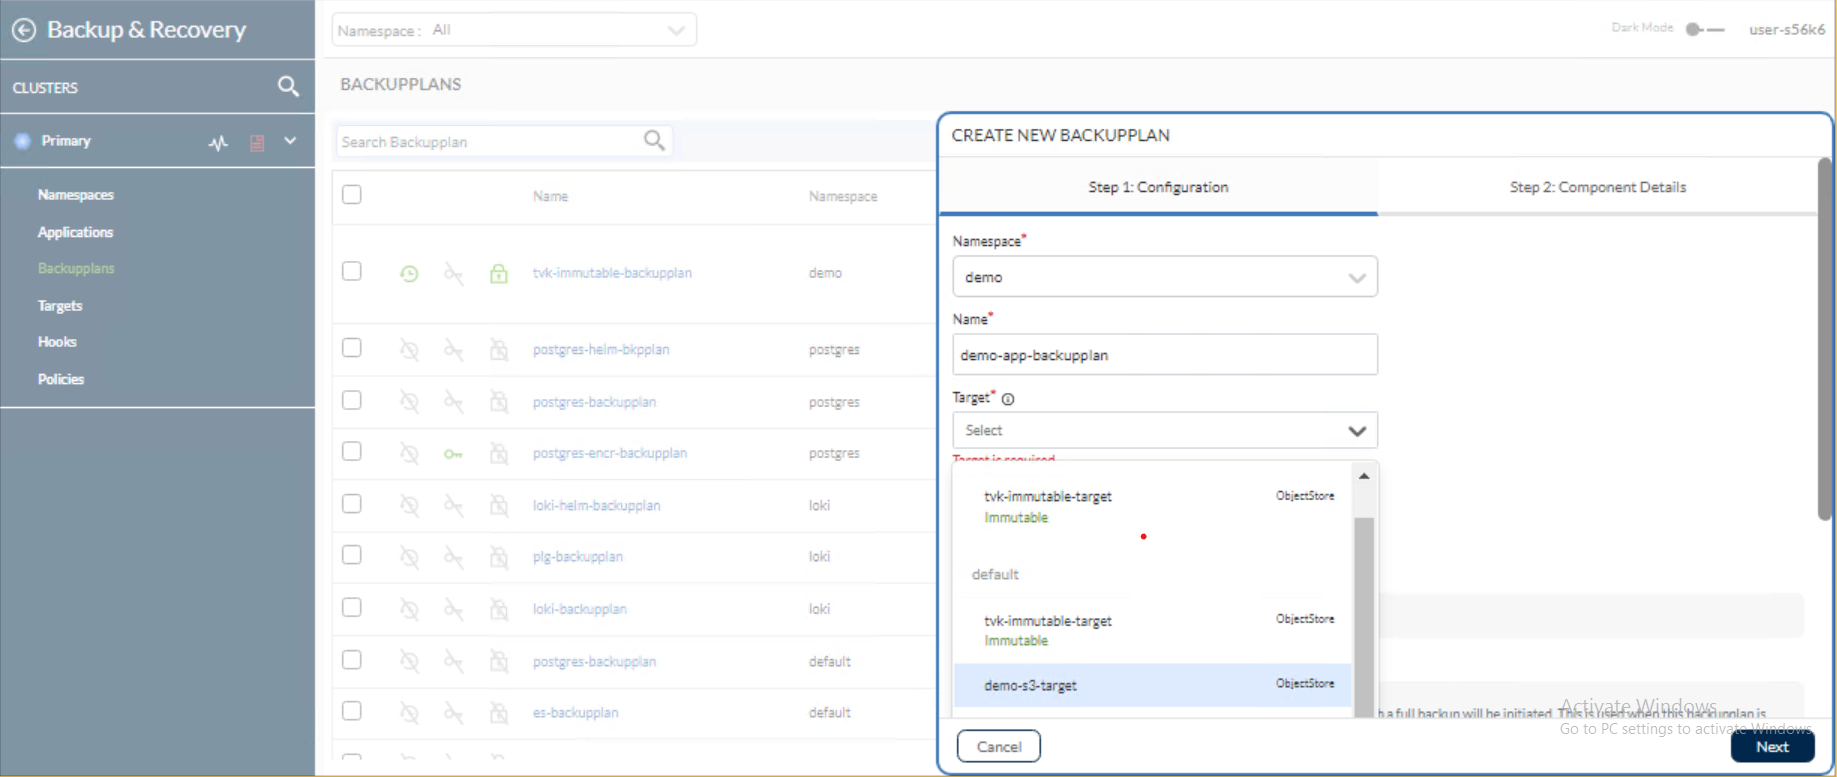 Backup & Recovery
Namespace : All
Dark Mode
user-s56k6
CLUSTERS
BACKUPPLANS
Primary
Search Backupplan
Namespaces
Applications
Backupplans
Targets
Hooks
Policies
Name Namespace
tvk-immutable-backupplan demo
postgres-helm-bkpplan postgres
postgres-backupplan postgres
postgres-encr-backupplan postgres
loki-helm-backupplan loki
plg-backupplan loki
loki-backupplan loki
postgres-backupplan default
es-backupplan default
CREATE NEW BACKUPPLAN
Step 1: Configuration
Step 2: Component Details
Namespace*
demo
Name*
demo-app-backupplan
Target*
Select
Target is required
tvk-immutable-target ObjectStore
Immutable
default
tvk-immutable-target ObjectStore
Immutable
demo-s3-target ObjectStore
a full backup will be initiated. This is used when this backupplan is
Activate Windows
Go to PC settings to activate Windows.
Cancel
Next